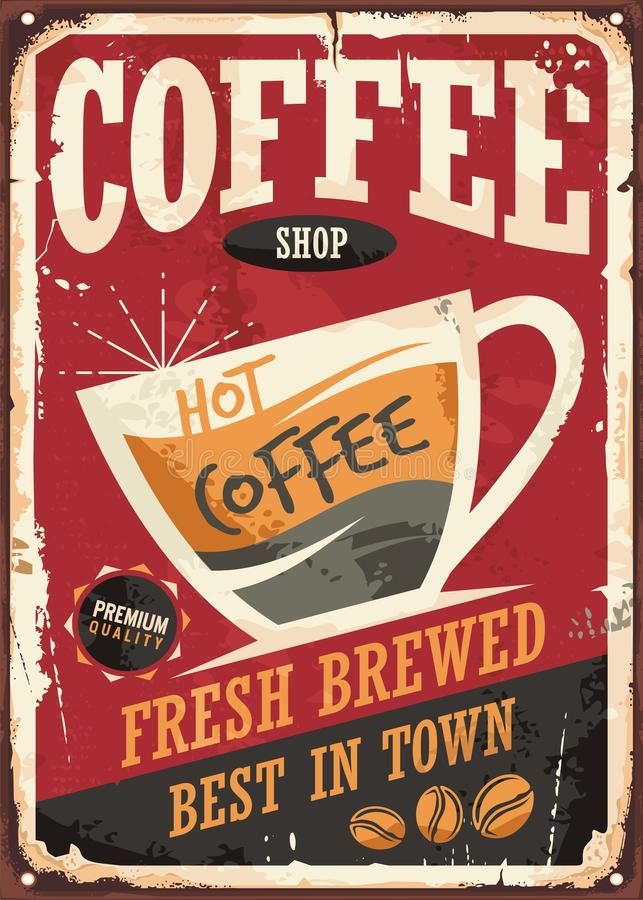 COFFEE
SHOP
HOT
COFFEE
PREMIUM
QUALITY
FRESH BREWED
BEST IN TOWN